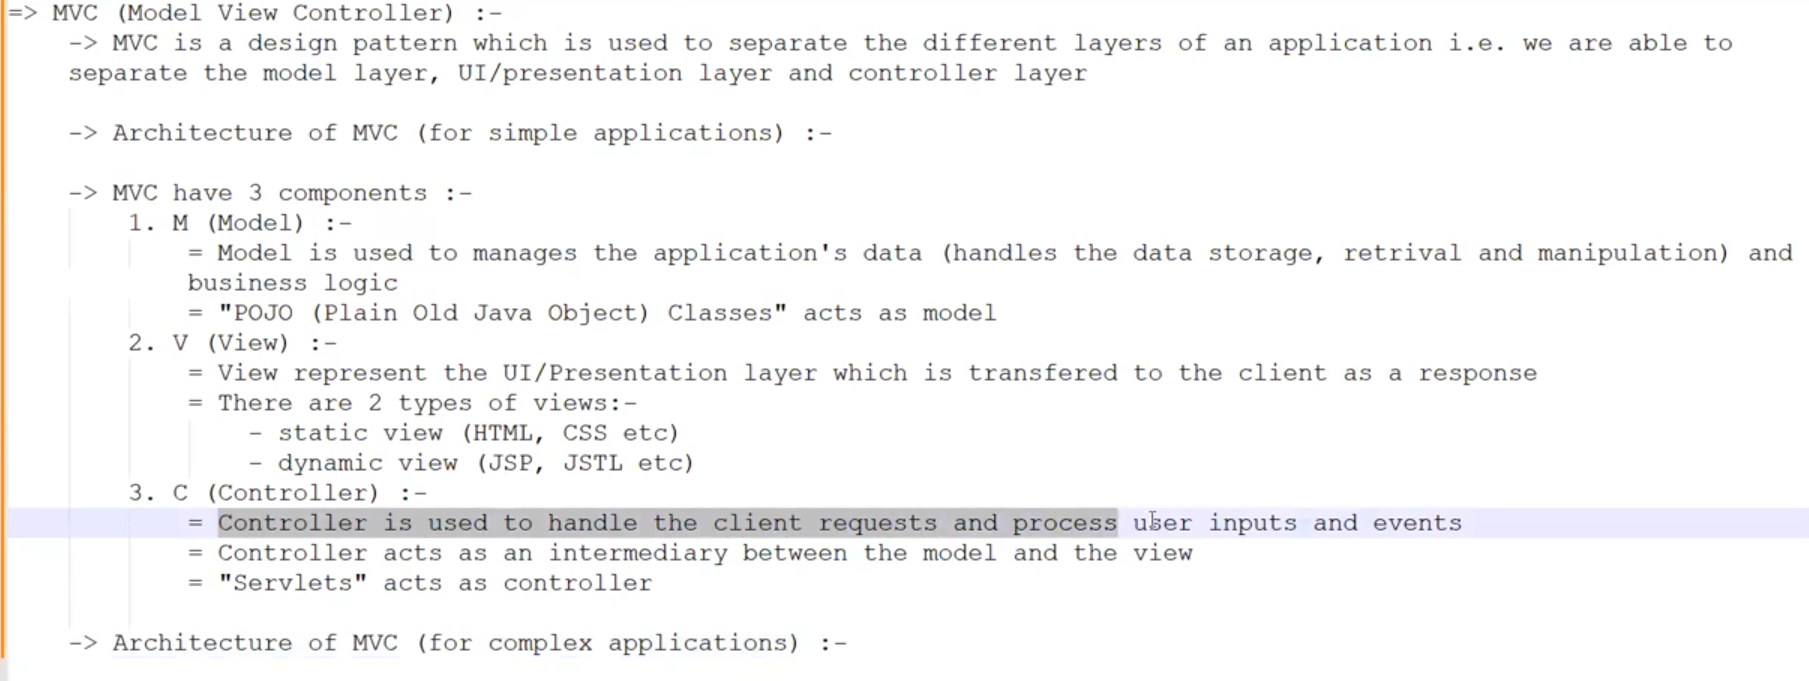 => MVC (Model View Controller) :-
-> MVC is a design pattern which is used to separate the different layers of an application i.e. we are able to
separate the model layer, UI/presentation layer and controller layer
-> Architecture of MVC (for simple applications) :-
-> MVC have 3 components :-
1. M (Model) :-
= Model is used to manages the application's data (handles the data storage, retrival and manipulation) and
business logic
= "POJO (Plain Old Java Object) Classes" acts as model
2. V (View) :-
= View represent the UI/Presentation layer which is transfered to the client as a response
= There are 2 types of views:-
- static view (HTML, CSS etc)
- dynamic view (JSP, JSTL etc)
3. C (Controller) :-
= Controller is used to handle the client requests and process user inputs and events
= Controller acts as an intermediary between the model and the view
= "Servlets" acts as controller
-> Architecture of MVC (for complex applications) :-